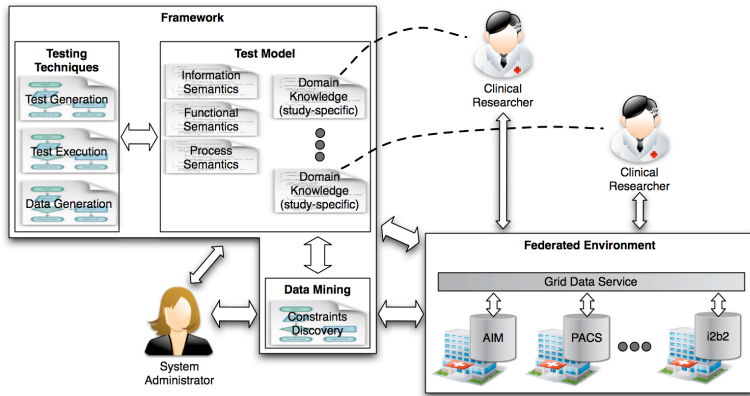 Framework
Testing
Techniques
Test Generation
Test Execution
Data Generation
Test Model
Information
Semantics
Functional
Semantics
Process
Semantics
Domain
Knowledge
(study-specific)
Domain
Knowledge
(study-specific)
Clinical
Researcher
Clinical
Researcher
Data Mining
Constraints
Discovery
System
Administrator
Federated Environment
Grid Data Service
AIM
PACS
i2b2